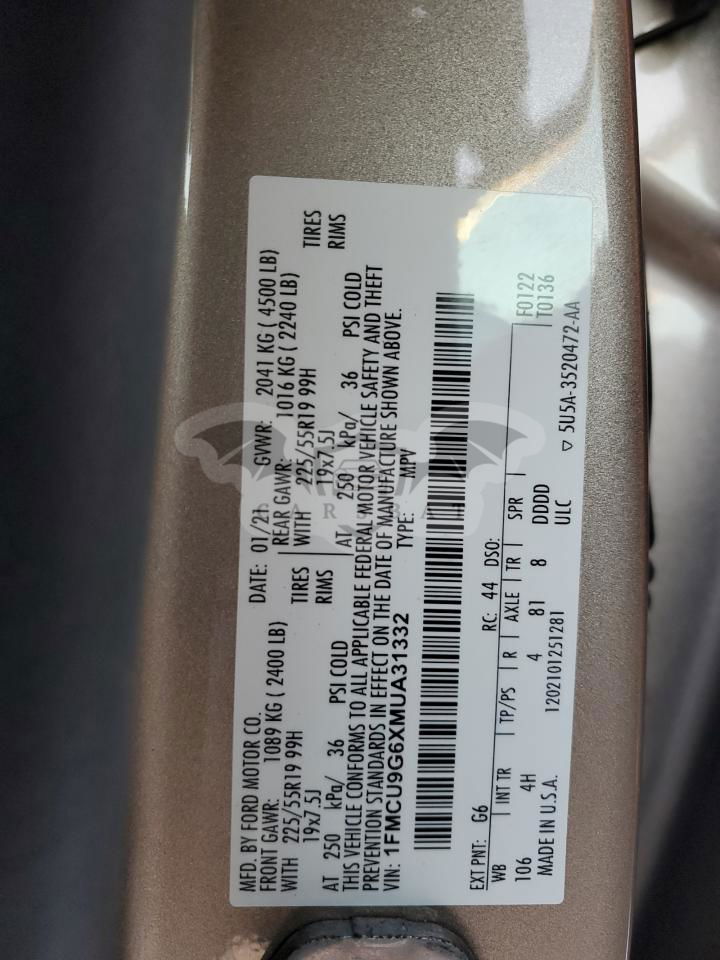 MFD. BY FORD MOTOR CO.
DATE: 01/21 GVWR: 2041 KG ( 4500 LB)
FRONT GAWR: 1089 KG ( 2400 LB) REAR GAWR: 1016 KG ( 2240 LB)
WITH 225/55R19 99H TIRES WITH 225/55R19 99H TIRES
19x7.5J RIMS 19x7.5J RIMS
AT 250 kPa/ 36 PSI COLD AT 250 kPa/ 36 PSI COLD
THIS VEHICLE CONFORMS TO ALL APPLICABLE FEDERAL MOTOR VEHICLE SAFETY AND THEFT
PREVENTION STANDARDS IN EFFECT ON THE DATE OF MANUFACTURE SHOWN ABOVE.
VIN: 1FMCU9G6XMUA31332 TYPE: MPV
EXT PNT: G6 RC: 44 DSO: F0122
WB INT TR TP/PS R AXLE TR SPR T0136
106 4H 4 81 8 DDDD
MADE IN U.S.A. 1202101251281 ULC
▽ 5U5A-3520472-AA
CARSBAT